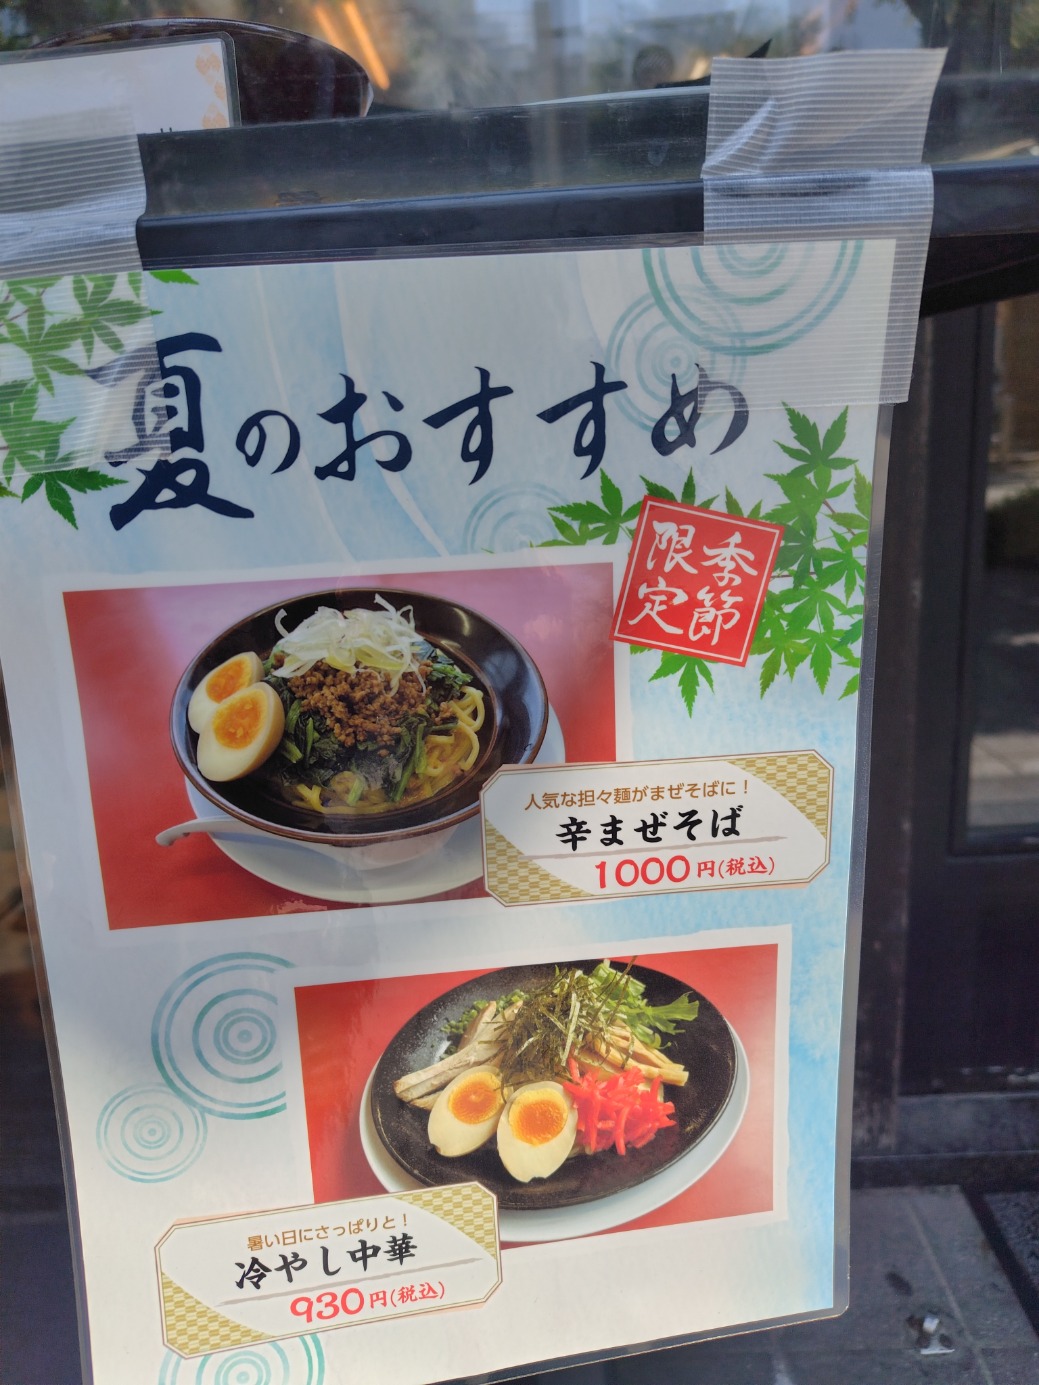 夏のおすすめ
季節
限定
人気な担々麺がまぜそばに！
辛まぜそば
1000円(税込)
暑い日にさっぱりと！
冷やし中華
930円(税込)